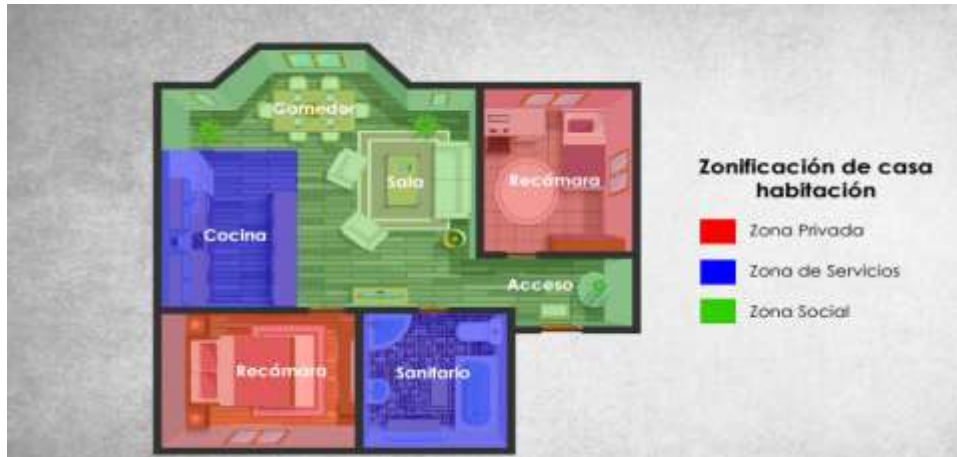 Comedor
Sala
Recámara
Cocina
Acceso
Recámara
Sanitario
Zonificación de casa
habitación
Zona Privada
Zona de Servicios
Zona Social